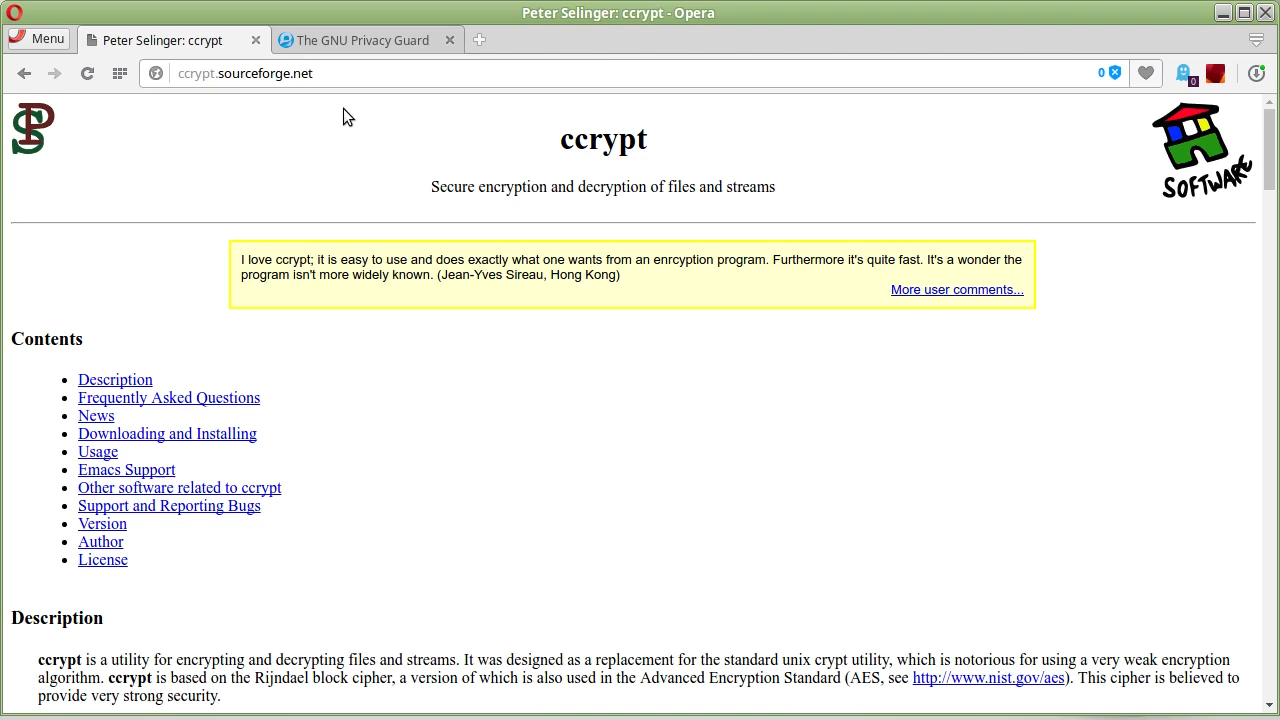 Peter Selinger: ccrypt - Opera
Menu
Peter Selinger: ccrypt
The GNU Privacy Guard
ccrypt.sourceforge.net
0
0
ccrypt
SOFTWARE
Secure encryption and decryption of files and streams
I love ccrypt; it is easy to use and does exactly what one wants from an enrcyption program. Furthermore it's quite fast. It's a wonder the
program isn't more widely known. (Jean-Yves Sireau, Hong Kong)
More user comments...
Contents
Description
Frequently Asked Questions
News
Downloading and Installing
Usage
Emacs Support
Other software related to ccrypt
Support and Reporting Bugs
Version
Author
License
Description
ccrypt is a utility for encrypting and decrypting files and streams. It was designed as a replacement for the standard unix crypt utility, which is notorious for using a very weak encryption
algorithm. ccrypt is based on the Rijndael block cipher, a version of which is also used in the Advanced Encryption Standard (AES, see http://www.nist.gov/aes). This cipher is believed to
provide very strong security.